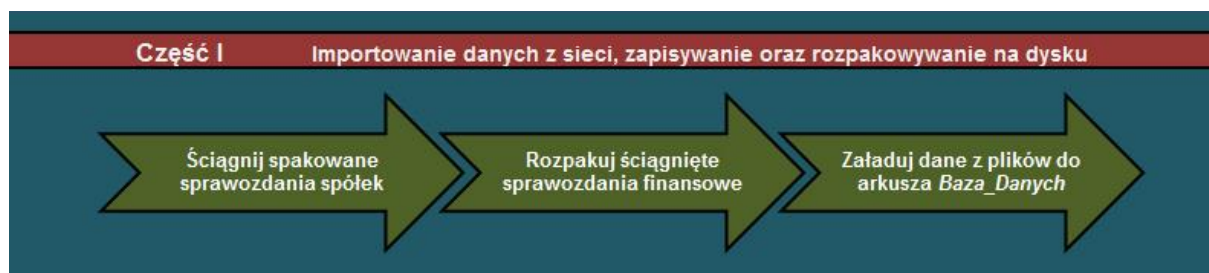 Część I Importowanie danych z sieci, zapisywanie oraz rozpakowywanie na dysku
Ściągnij spakowane
sprawozdania spółek
Rozpakuj ściągnięte
sprawozdania finansowe
Załaduj dane z plików do
arkusza Baza_Danych